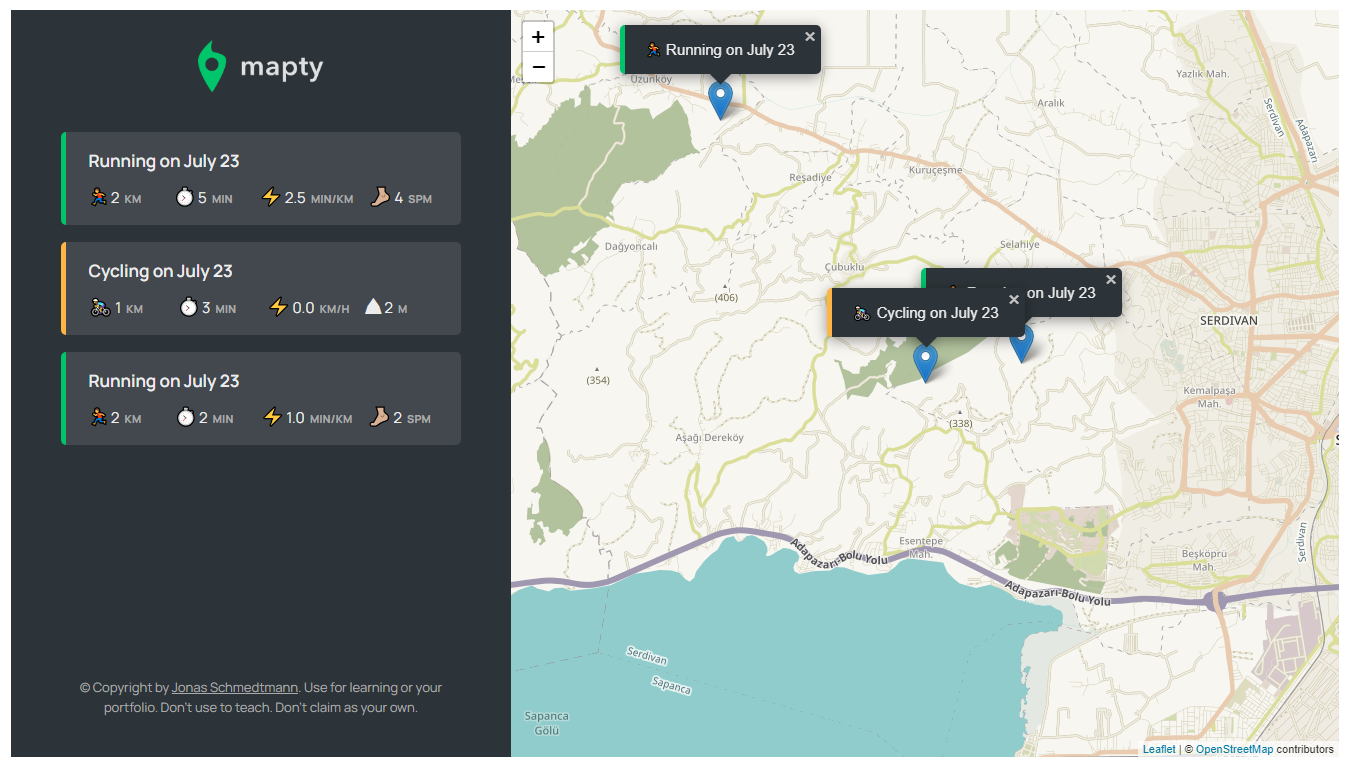 mapty
Running on July 23
2 KM
5 MIN
2.5 MIN/KM
4 SPM
Cycling on July 23
1 KM
3 MIN
0.0 KM/H
2 M
Running on July 23
2 KM
2 MIN
1.0 MIN/KM
2 SPM
© Copyright by Jonas Schmedtmann. Use for learning or your
portfolio. Don't use to teach. Don't claim as your own.
+
−
Running on July 23
×
Uzunköy
Yazlık Mah.
Aralık
Serdivan
Adapazarı
Reşadiye
Kuruçeşme
Dağyoncalı
Selahiye
Çubuklu
(406)
on July 23
×
Cycling on July 23
×
SERDIVAN
(354)
Kemalpaşa
Mah.
(338)
Aşağı Dereköy
Adapazarı-Bolu Yolu
Esentepe
Mah.
Serdivan
Beşköprü
Mah.
Adapazarı-Bolu Yolu
Serdivan
Sapanca
Sapanca
Gölü
Leaflet | © OpenStreetMap contributors